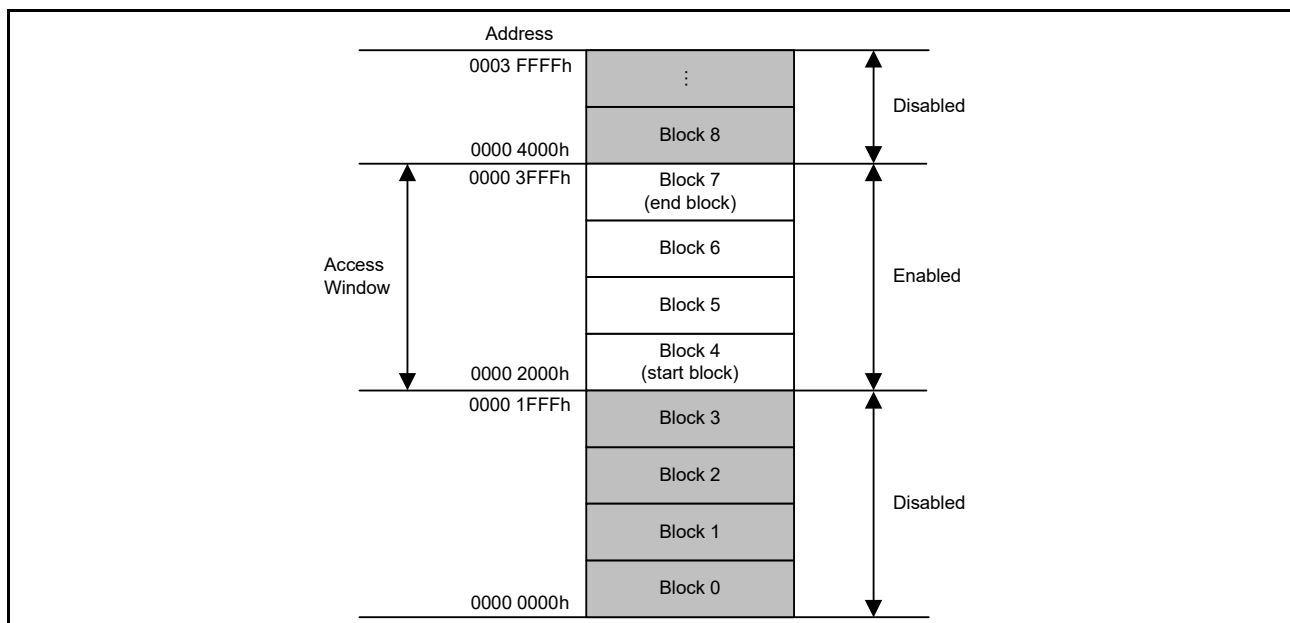 Address
0003 FFFFh
⋮
Disabled
Block 8
0000 4000h
0000 3FFFh
Block 7
(end block)
Block 6
Access
Window
Enabled
Block 5
Block 4
(start block)
0000 2000h
0000 1FFFh
Block 3
Block 2
Disabled
Block 1
Block 0
0000 0000h